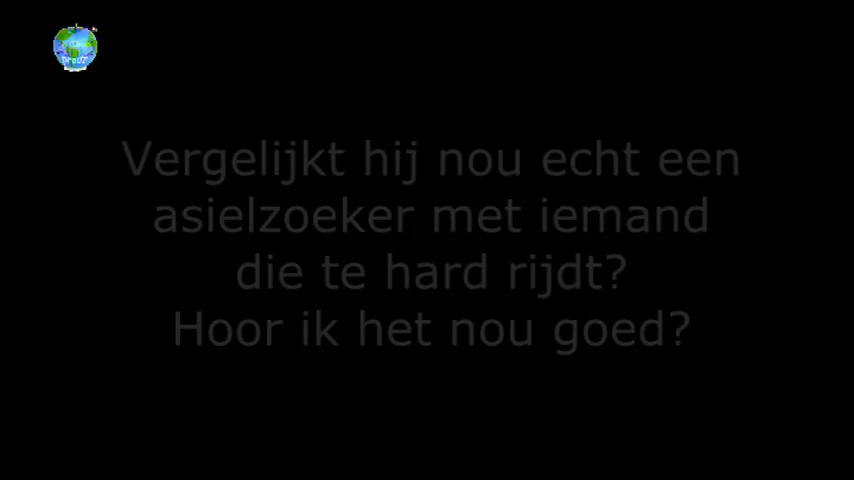 Vergelijkt hij nou echt een
asielzoeker met iemand
die te hard rijdt?
Hoor ik het nou goed?